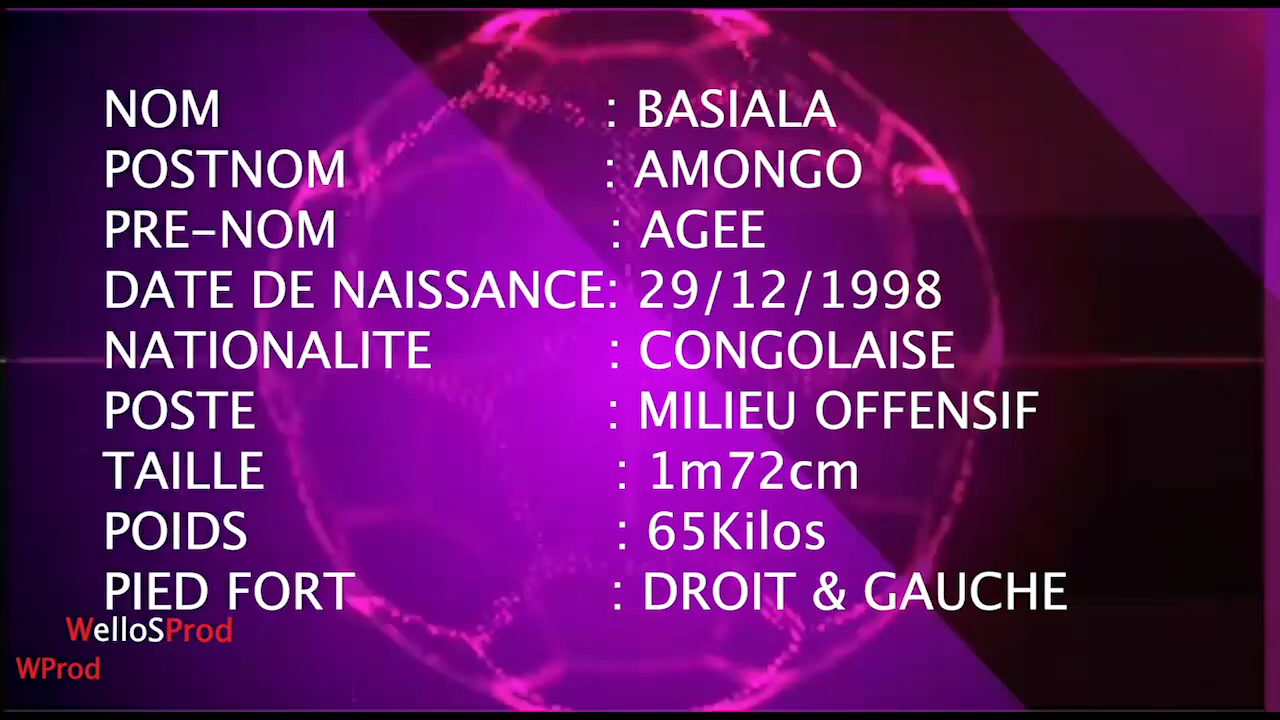 NOM : BASIALA
POSTNOM : AMONGO
PRE-NOM : AGEE
DATE DE NAISSANCE: 29/12/1998
NATIONALITE : CONGOLAISE
POSTE : MILIEU OFFENSIF
TAILLE : 1m72cm
POIDS : 65Kilos
PIED FORT : DROIT & GAUCHE
WelloSProd
WProd